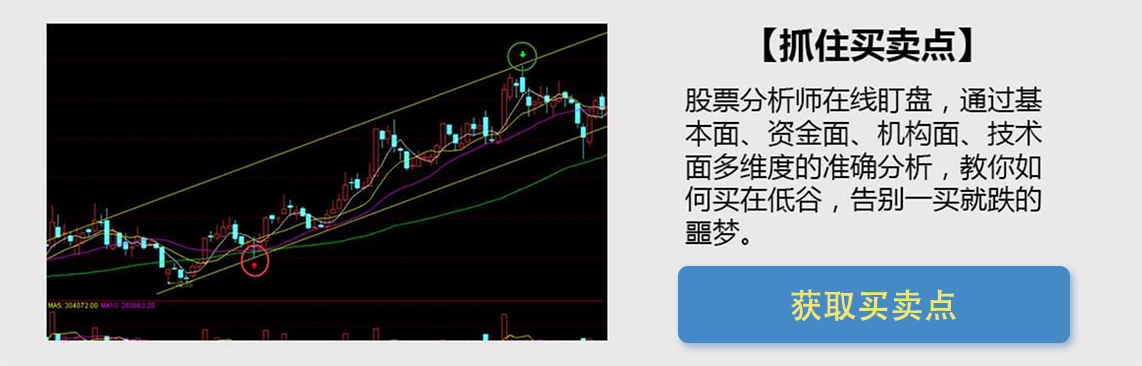 【抓住买卖点】
股票分析师在线盯盘，通过基
本面、资金面、机构面、技术
面多维度的准确分析，教你如
何买在低谷，告别一买就跌的
噩梦。
获取买卖点
MA5: 304072.00 MA10: 280663.20